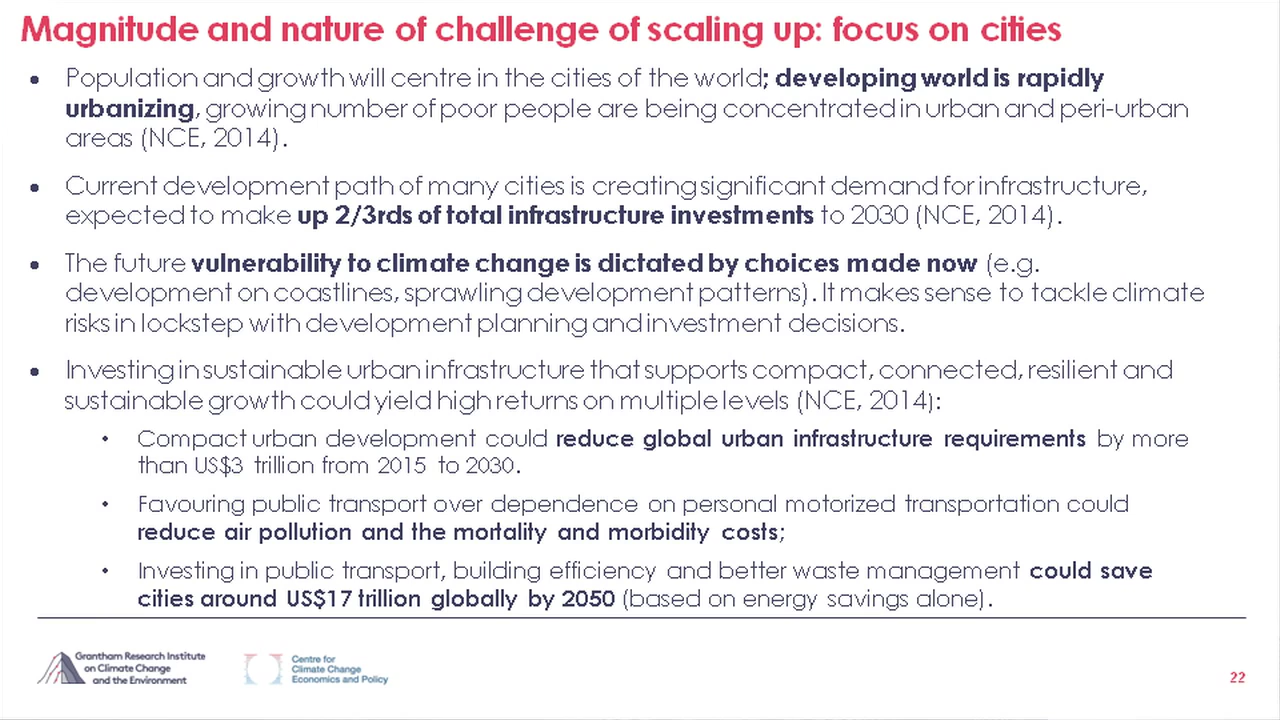 Magnitude and nature of challenge of scaling up: focus on cities
• Population and growth will centre in the cities of the world; developing world is rapidly
urbanizing, growing number of poor people are being concentrated in urban and peri-urban
areas (NCE, 2014).
• Current development path of many cities is creating significant demand for infrastructure,
expected to make up 2/3rds of total infrastructure investments to 2030 (NCE, 2014).
• The future vulnerability to climate change is dictated by choices made now (e.g.
development on coastlines, sprawling development patterns). It makes sense to tackle climate
risks in lockstep with development planning and investment decisions.
• Investing in sustainable urban infrastructure that supports compact, connected, resilient and
sustainable growth could yield high returns on multiple levels (NCE, 2014):
• Compact urban development could reduce global urban infrastructure requirements by more
than US$3 trillion from 2015 to 2030.
• Favouring public transport over dependence on personal motorized transportation could
reduce air pollution and the mortality and morbidity costs;
• Investing in public transport, building efficiency and better waste management could save
cities around US$17 trillion globally by 2050 (based on energy savings alone).
Grantham Research Institute
on Climate Change
and the Environment
Centre for
Climate Change
Economics and Policy
22